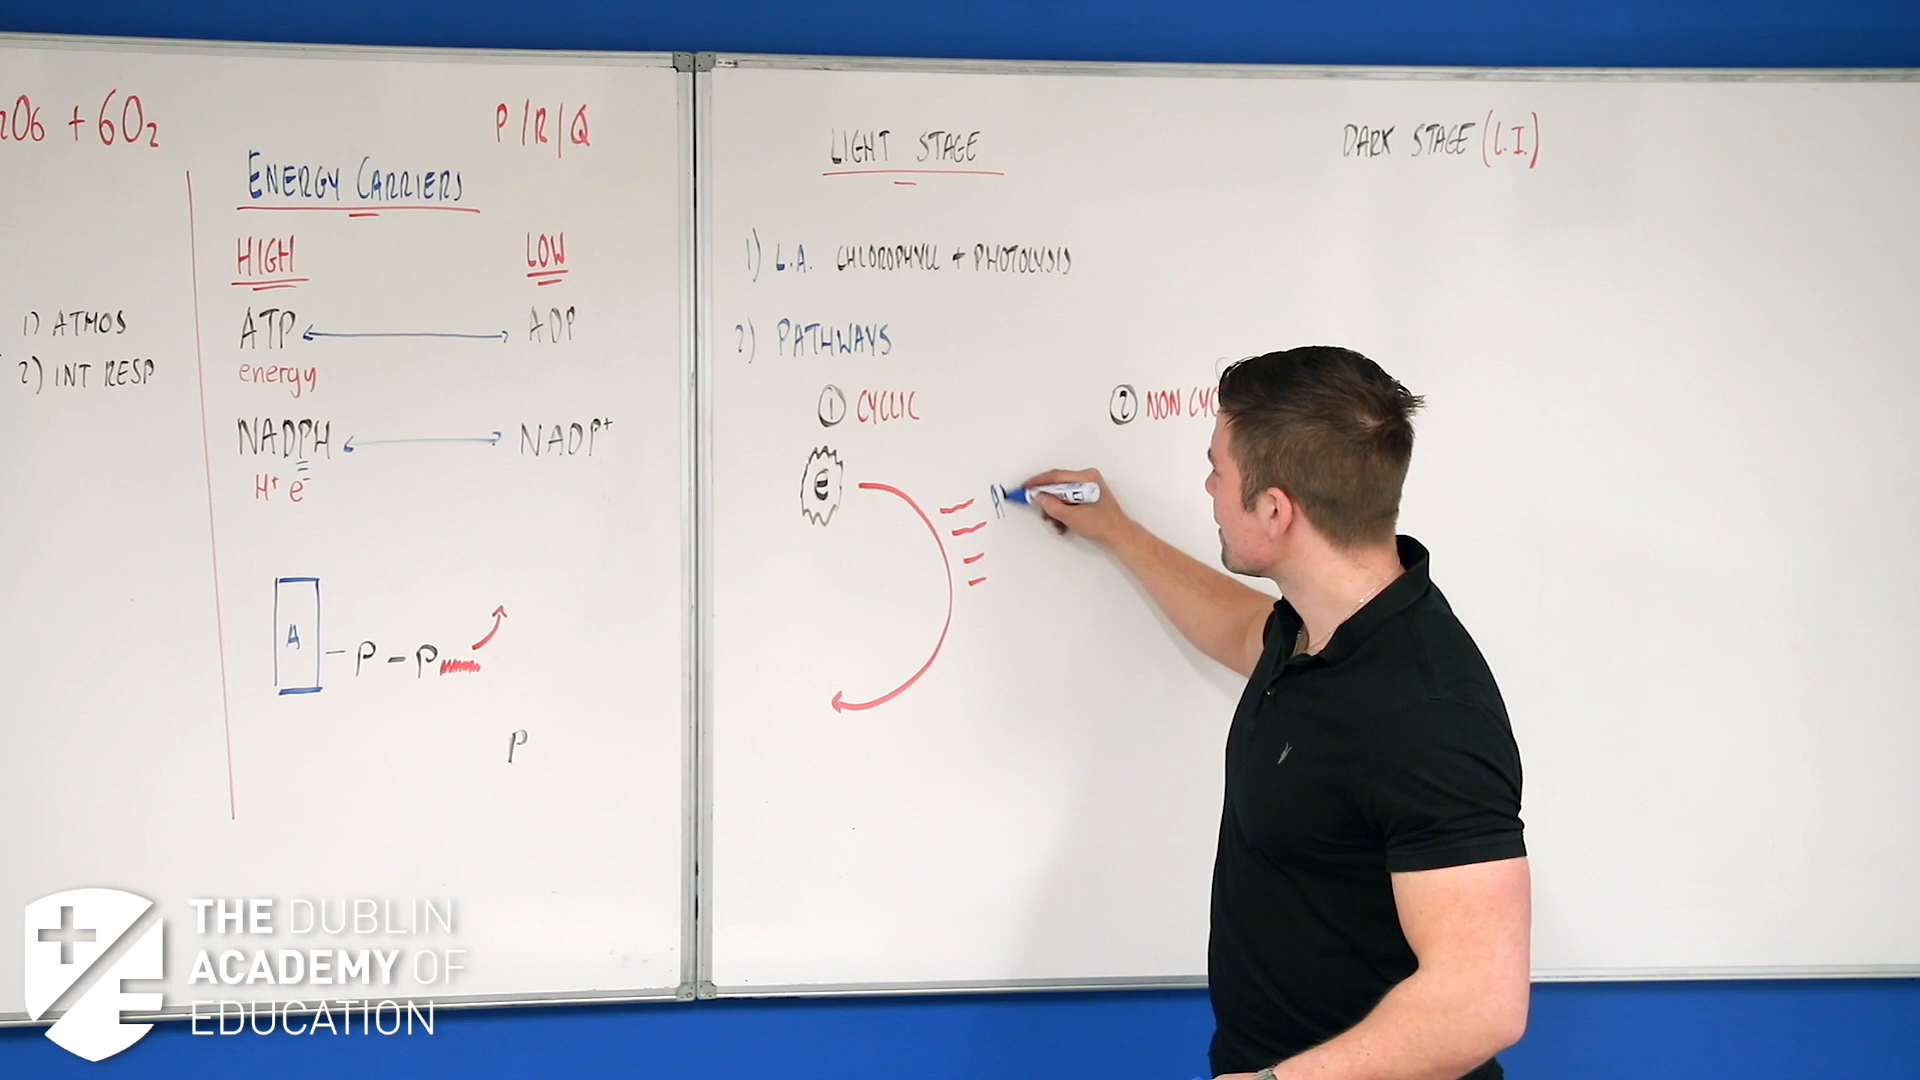 2O6 + 6O2
P/R/Q
ENERGY CARRIERS
HIGH
LOW
1) ATMOS
2) INT RESP
ATP
ADP
energy
NADPH
NADP+
H+ e-
A - P - P
P
LIGHT STAGE
1) L.A. CHLOROPHYLL + PHOTOLYSIS
2) PATHWAYS
1 CYCLIC
2 NON CYC
e
A
DARK STAGE (L.I.)
THE DUBLIN
ACADEMY OF
EDUCATION